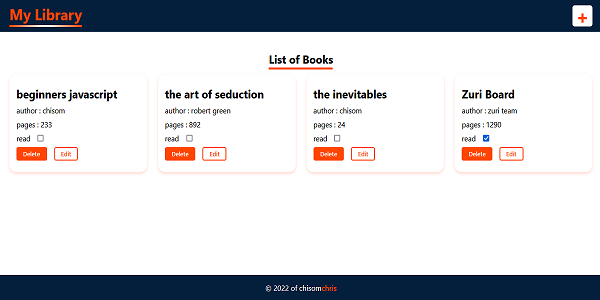 My Library
+
List of Books
beginners javascript
author : chisom
pages : 233
read
Delete Edit
the art of seduction
author : robert green
pages : 892
read
Delete Edit
the inevitables
author : chisom
pages : 24
read
Delete Edit
Zuri Board
author : zuri team
pages : 1290
read
Delete Edit
© 2022 of chisomchris